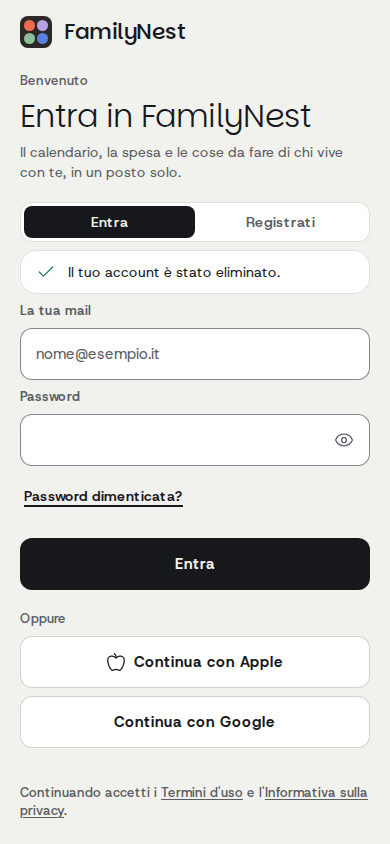 FamilyNest
Benvenuto
Entra in FamilyNest
Il calendario, la spesa e le cose da fare di chi vive
con te, in un posto solo.
Entra
Registrati
Il tuo account è stato eliminato.
La tua mail
nome@esempio.it
Password
Password dimenticata?
Entra
Oppure
Continua con Apple
Continua con Google
Continuando accetti i Termini d'uso e l'Informativa sulla
privacy.